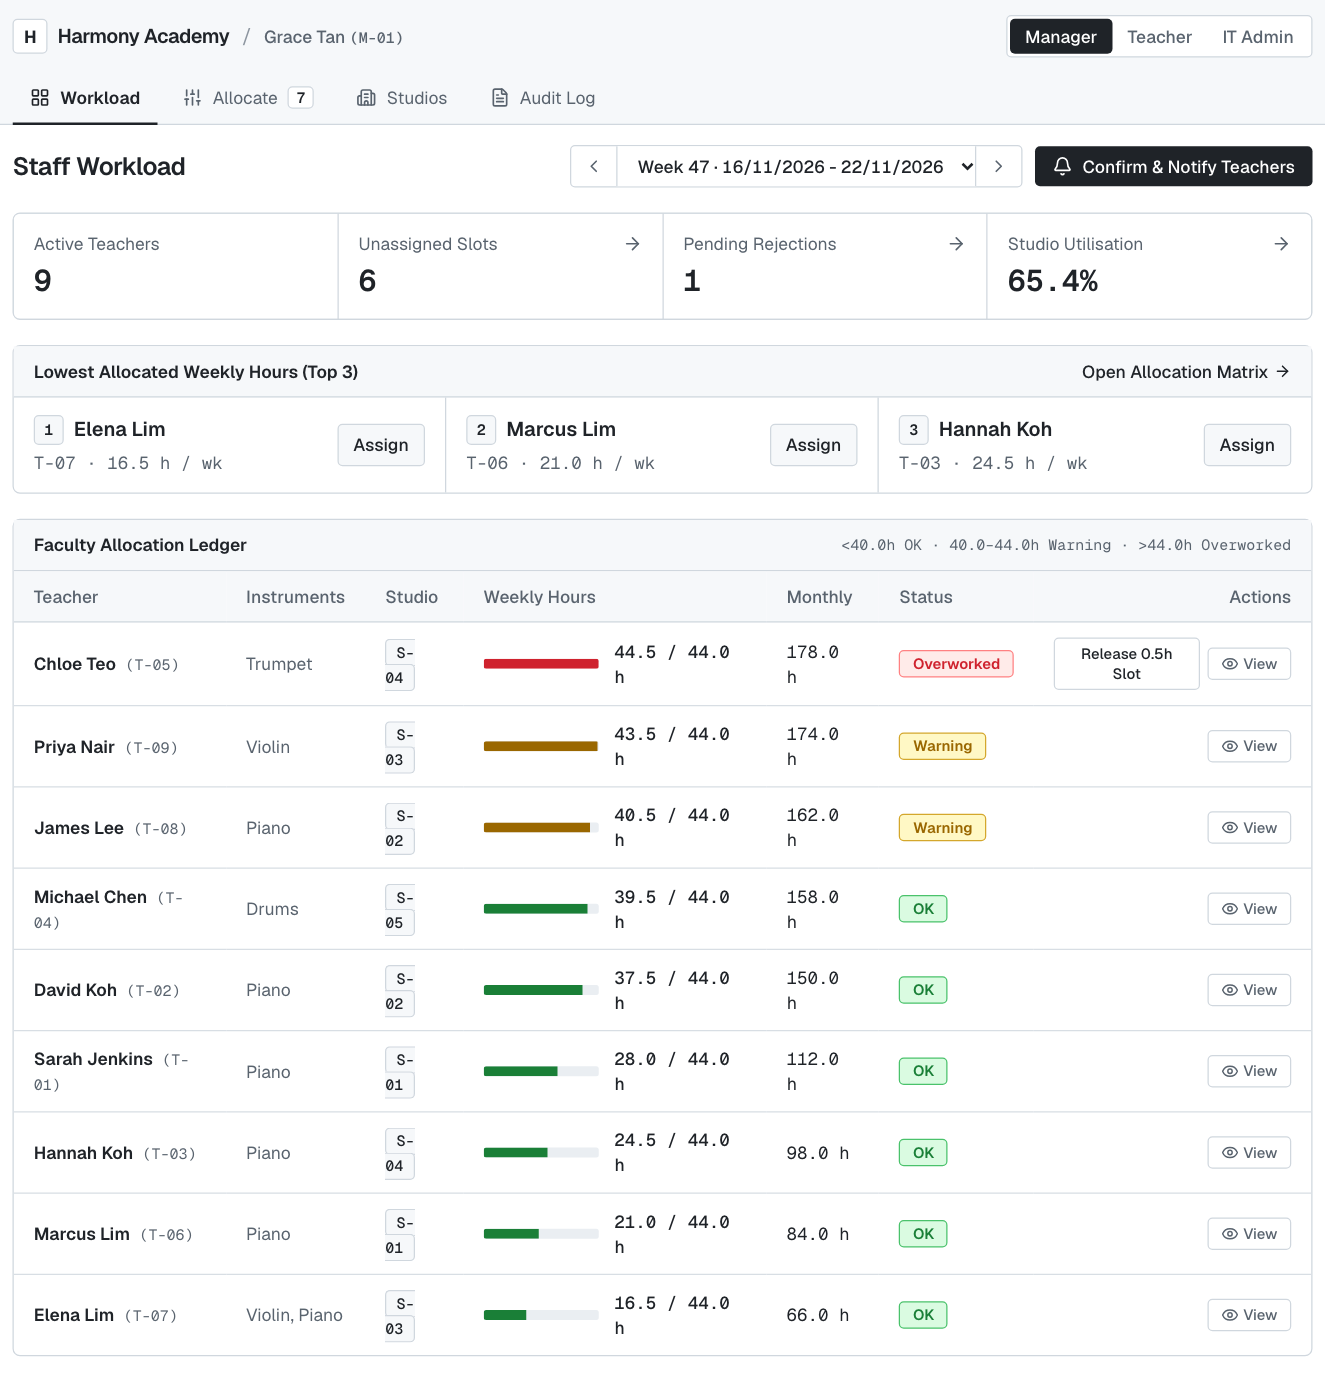 H Harmony Academy / Grace Tan (M-01) Manager Teacher IT Admin
Workload Allocate 7 Studios Audit Log
Staff Workload Week 47 · 16/11/2026 - 22/11/2026 Confirm & Notify Teachers
Active Teachers Unassigned Slots → Pending Rejections → Studio Utilisation →
9 6 1 65.4%
Lowest Allocated Weekly Hours (Top 3) Open Allocation Matrix →
1 Elena Lim Assign 2 Marcus Lim Assign 3 Hannah Koh Assign
T-07 · 16.5 h / wk T-06 · 21.0 h / wk T-03 · 24.5 h / wk
Faculty Allocation Ledger <40.0h OK · 40.0–44.0h Warning · >44.0h Overworked
Teacher Instruments Studio Weekly Hours Monthly Status Actions
Chloe Teo (T-05) Trumpet S-04 44.5 / 44.0 h 178.0 h Overworked Release 0.5h Slot View
Priya Nair (T-09) Violin S-03 43.5 / 44.0 h 174.0 h Warning View
James Lee (T-08) Piano S-02 40.5 / 44.0 h 162.0 h Warning View
Michael Chen (T-04) Drums S-05 39.5 / 44.0 h 158.0 h OK View
David Koh (T-02) Piano S-02 37.5 / 44.0 h 150.0 h OK View
Sarah Jenkins (T-01) Piano S-01 28.0 / 44.0 h 112.0 h OK View
Hannah Koh (T-03) Piano S-04 24.5 / 44.0 h 98.0 h OK View
Marcus Lim (T-06) Piano S-01 21.0 / 44.0 h 84.0 h OK View
Elena Lim (T-07) Violin, Piano S-03 16.5 / 44.0 h 66.0 h OK View